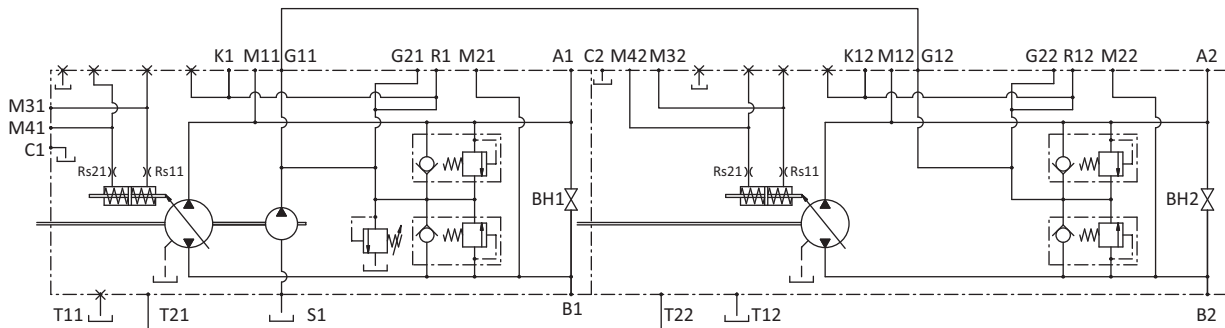 K1 M11 G11 G21 R1 M21 A1 C2 M42 M32 K12 M12 G12 G22 R12 M22 A2
M31
M41
C1
Rs21 Rs11 Rs21 Rs11
BH1 BH2
T11 T21 S1 B1 T22 T12 B2